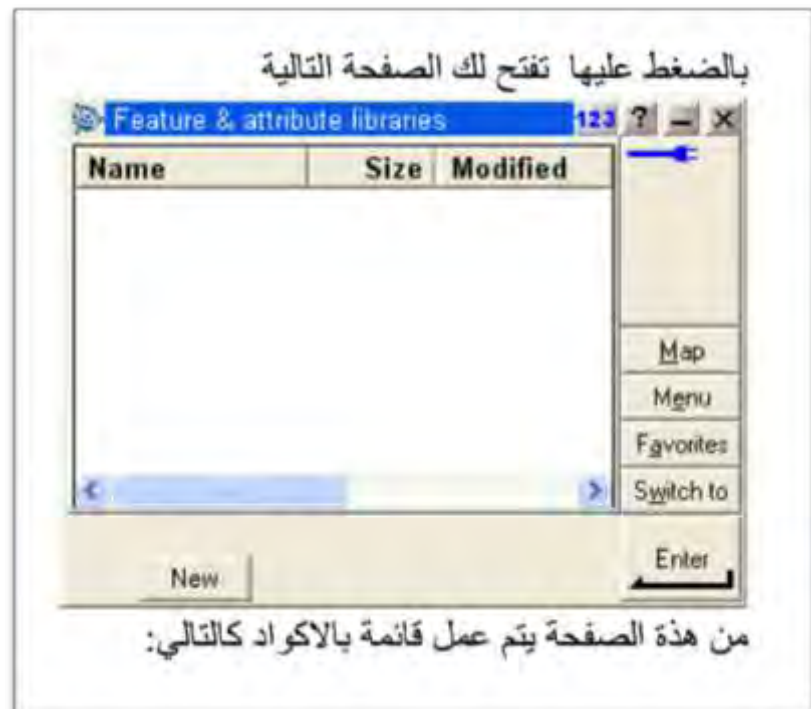 بالضغط عليها تفتح لك الصفحة التالية
Feature & attribute libraries 123 ?
Name Size Modified
Map
Menu
Favorites
Switch to
Enter
New
من هذة الصفحة يتم عمل قائمة بالاكواد كالتالي: